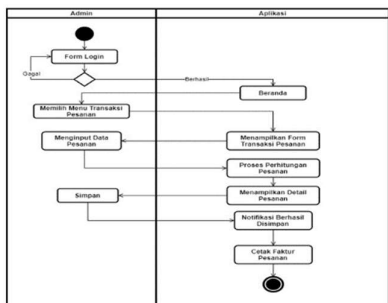 Admin
Aplikasi
Form Login
Gagal
Berhasil
Beranda
Memilih Menu Transaksi
Pesanan
Menginput Data
Pesanan
Menampilkan Form
Transaksi Pesanan
Proses Perhitungan
Pesanan
Simpan
Menampilkan Detail
Pesanan
Notifikasi Berhasil
Disimpan
Cetak Faktur
Pesanan